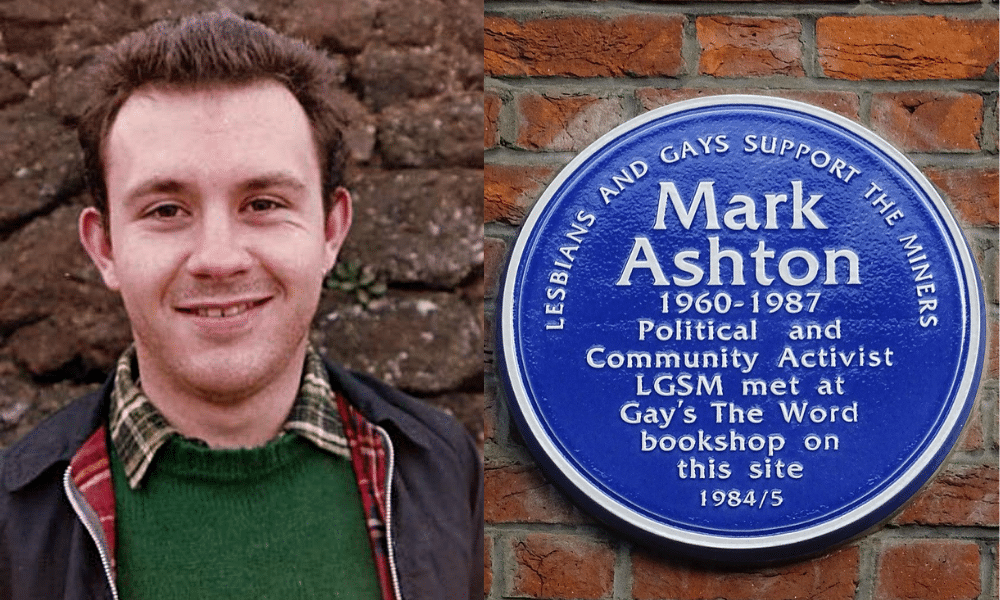 LESBIANS AND GAYS SUPPORT THE MINERS
Mark
Ashton
1960-1987
Political and
Community Activist
LGSM met at
Gay's The Word
bookshop on
this site
1984/5